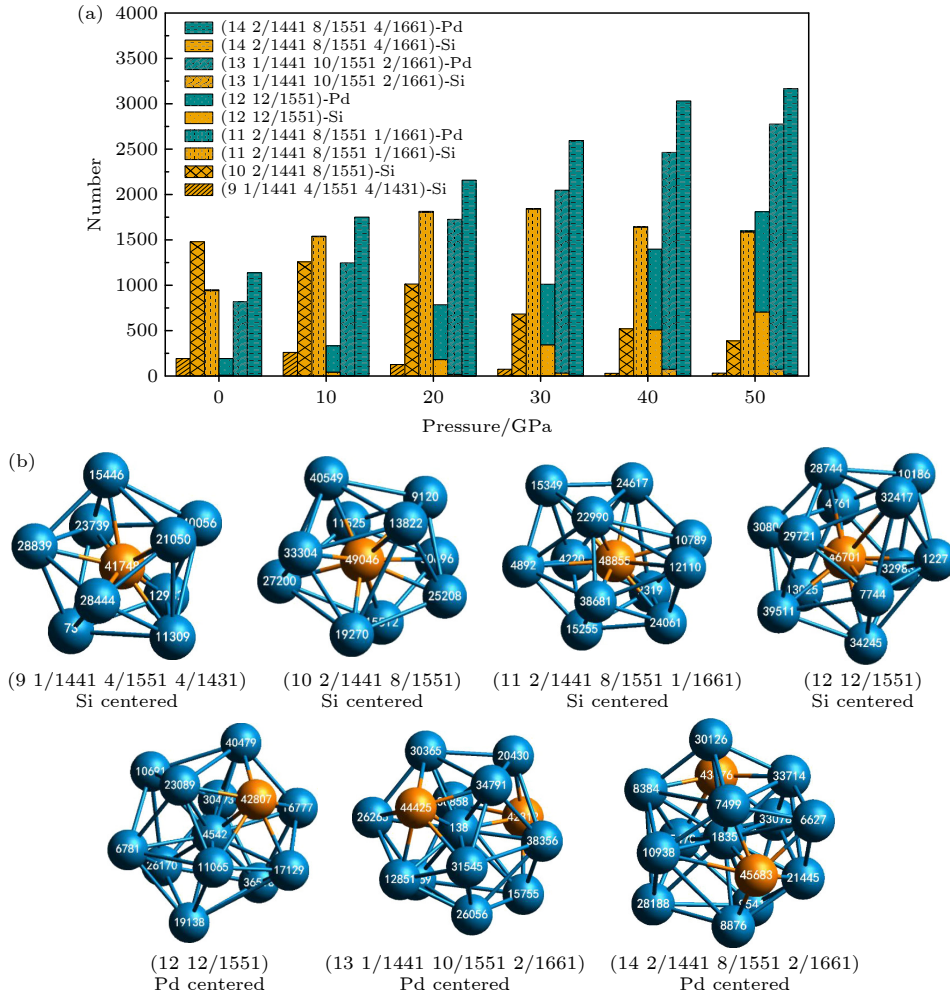 (a)
4000
3500
3000
2500
2000
1500
1000
500
0
Number
(14 2/1441 8/1551 4/1661)-Pd
(14 2/1441 8/1551 4/1661)-Si
(13 1/1441 10/1551 2/1661)-Pd
(13 1/1441 10/1551 2/1661)-Si
(12 12/1551)-Pd
(12 12/1551)-Si
(11 2/1441 8/1551 1/1661)-Pd
(11 2/1441 8/1551 1/1661)-Si
(10 2/1441 8/1551)-Si
(9 1/1441 4/1551 4/1431)-Si
0 10 20 30 40 50
Pressure/GPa
(b)
15446
23739
21050
28839
28444
11309
40549
9120
13822
33304
49046
27200
25208
19270
15349
24617
22990
10789
4892
48855
12110
38681
15255
24061
28744
10186
32417
29721
46701
1227
7744
39511
34245
(9 1/1441 4/1551 4/1431)
Si centered
(10 2/1441 8/1551)
Si centered
(11 2/1441 8/1551 1/1661)
Si centered
(12 12/1551)
Si centered
40479
23089
42807
16777
4542
6781
11065
17129
26170
19138
30365
20430
34791
44425
138
38356
31545
12851
15755
26056
30126
33714
8384
7499
6627
1835
33078
10938
45683
21445
28188
8876
(12 12/1551)
Pd centered
(13 1/1441 10/1551 2/1661)
Pd centered
(14 2/1441 8/1551 2/1661)
Pd centered